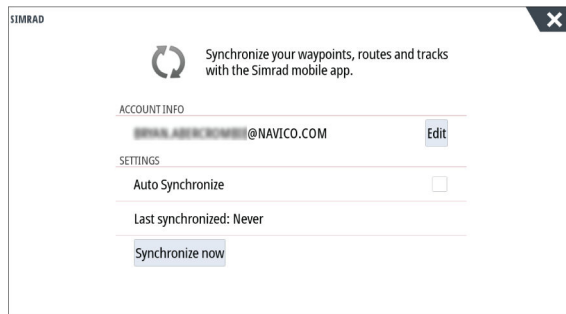 SIMRAD
Synchronize your waypoints, routes and tracks
with the Simrad mobile app.
ACCOUNT INFO
@NAVICO.COM
Edit
SETTINGS
Auto Synchronize
Last synchronized: Never
Synchronize now